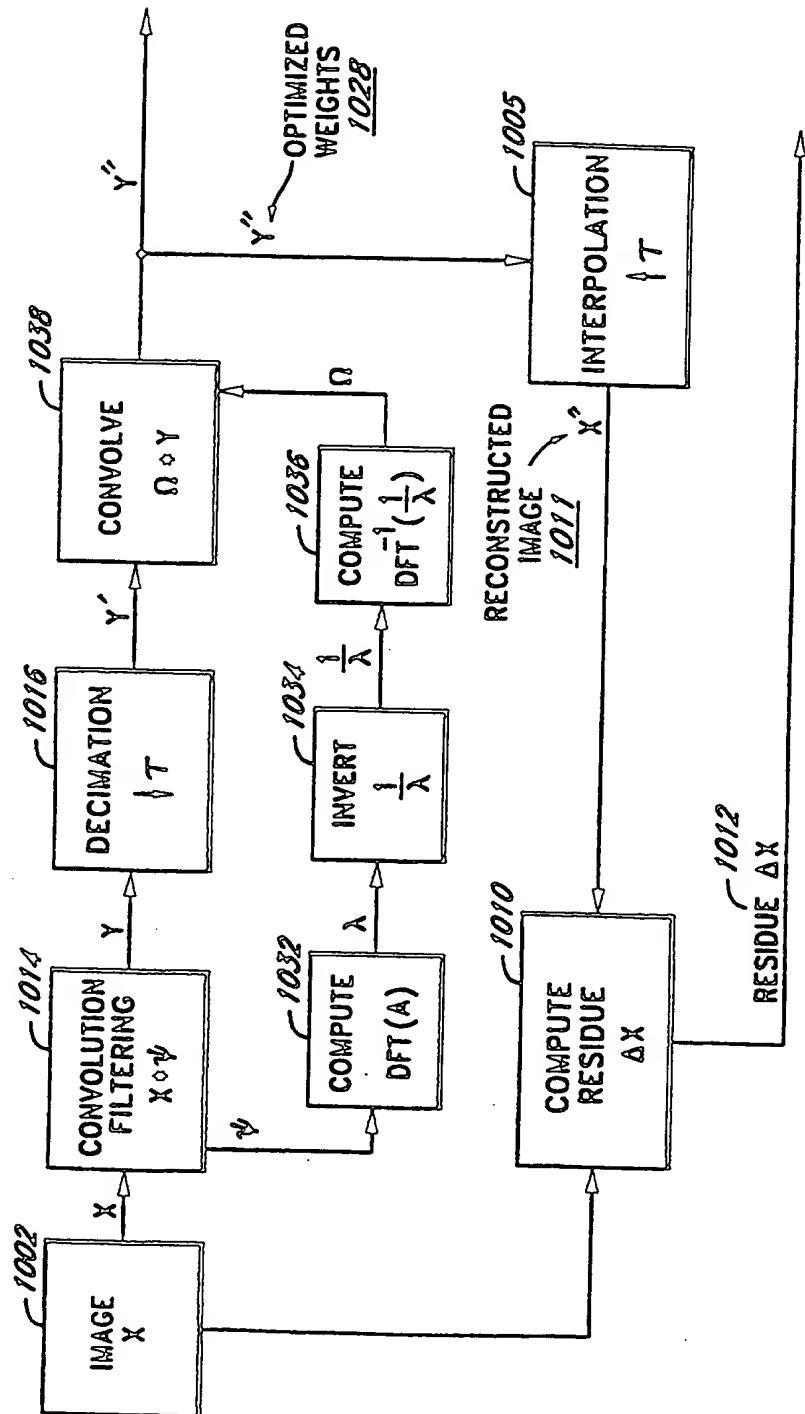 1002
IMAGE
X
X
1014
CONVOLUTION
FILTERING
X ◇ ψ
Y
1016
DECIMATION
↓ τ
Y'
1038
CONVOLVE
Ω ◇ Y
Y"
ψ
1032
COMPUTE
DFT (A)
λ
1034
INVERT
1/λ
1/λ
1036
COMPUTE
DFT⁻¹(1/λ)
Ω
Y"
OPTIMIZED
WEIGHTS
1028
1005
INTERPOLATION
↑ τ
RECONSTRUCTED
IMAGE
1011
X"
1010
COMPUTE
RESIDUE
ΔX
1012
RESIDUE ΔX